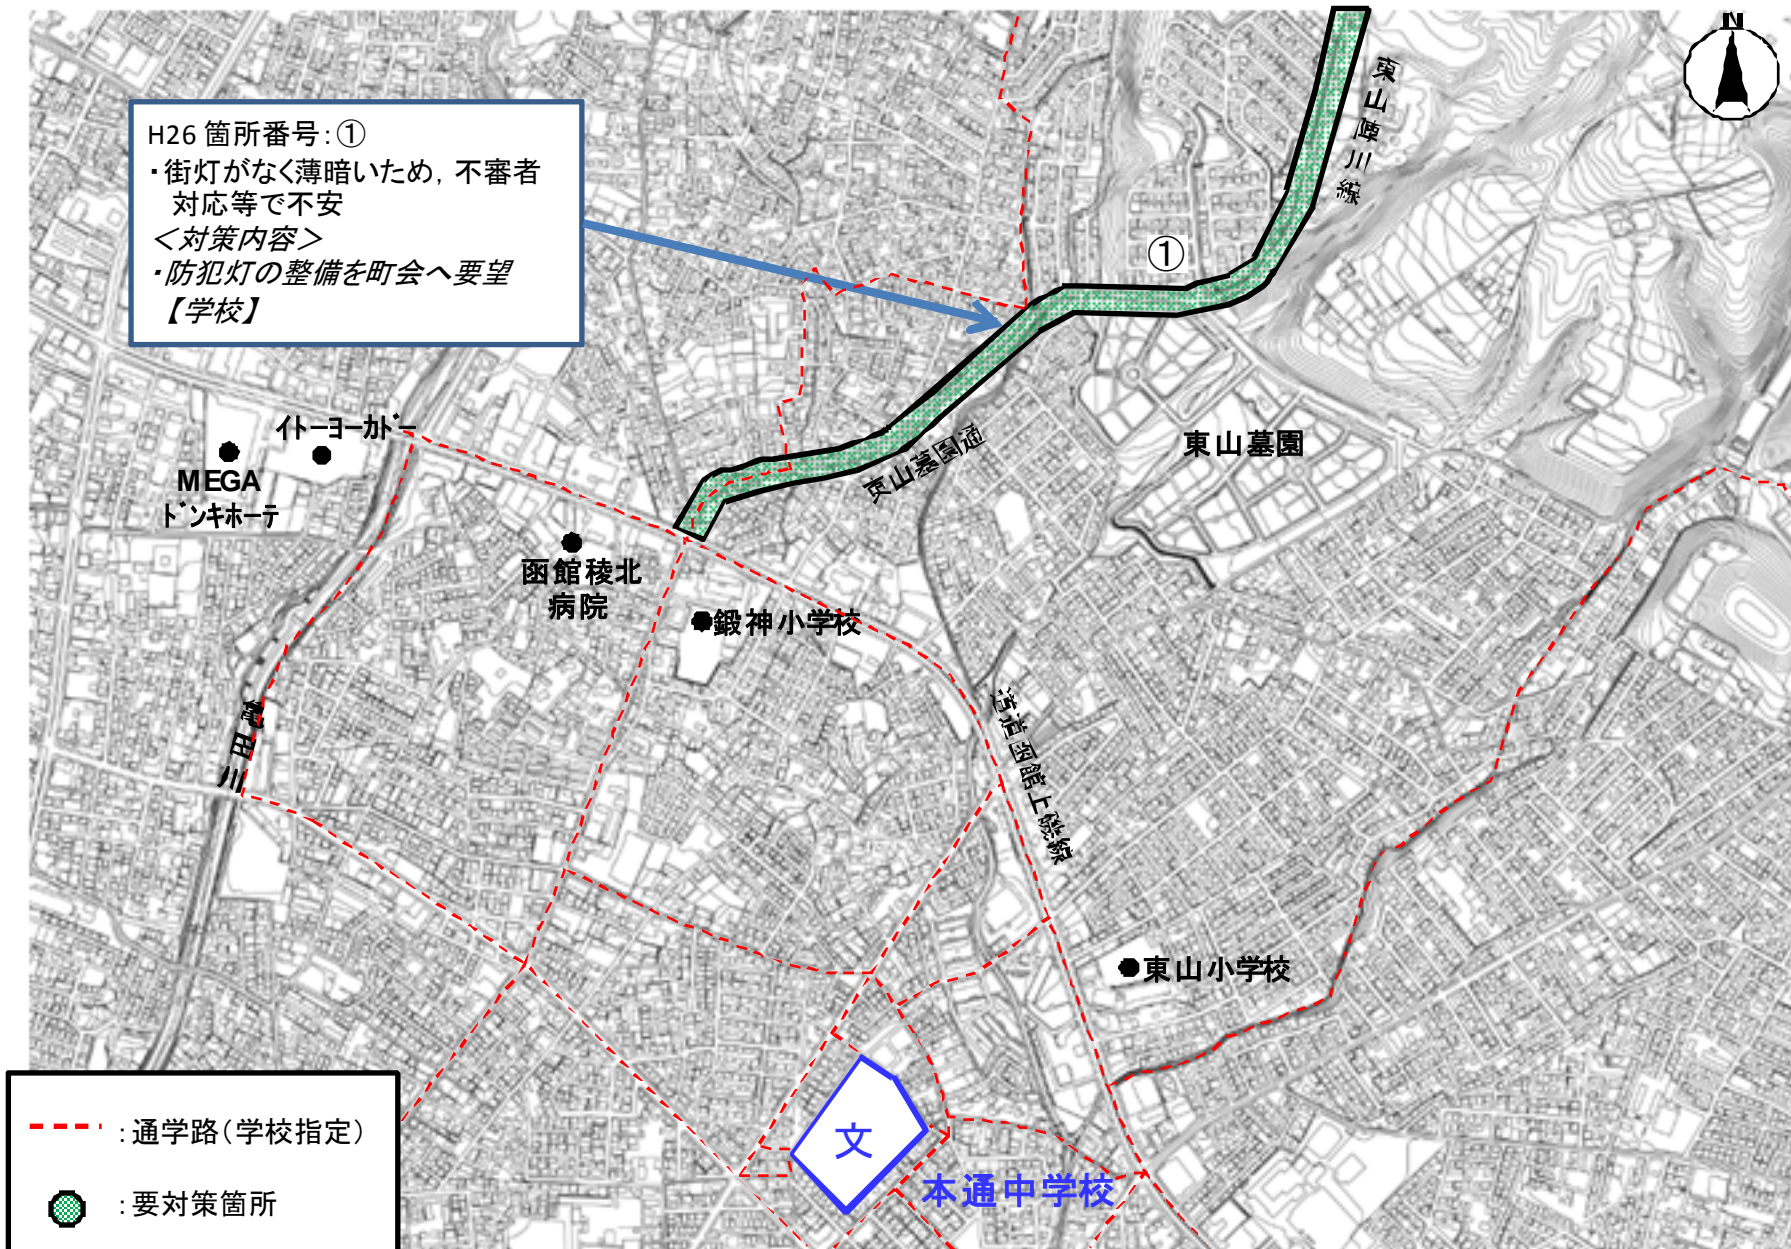 N
H26 箇所番号：①
・街灯がなく薄暗いため，不審者
対応等で不安
＜対策内容＞
・防犯灯の整備を町会へ要望
【学校】
東山陣川線
①
イトーヨーカドー
MEGA
ドンキホーテ
東山墓園
東山墓園通
函館稜北
病院
鍛神小学校
亀田川
道道函館上磯線
東山小学校
文
本通中学校
：通学路（学校指定）
：要対策箇所